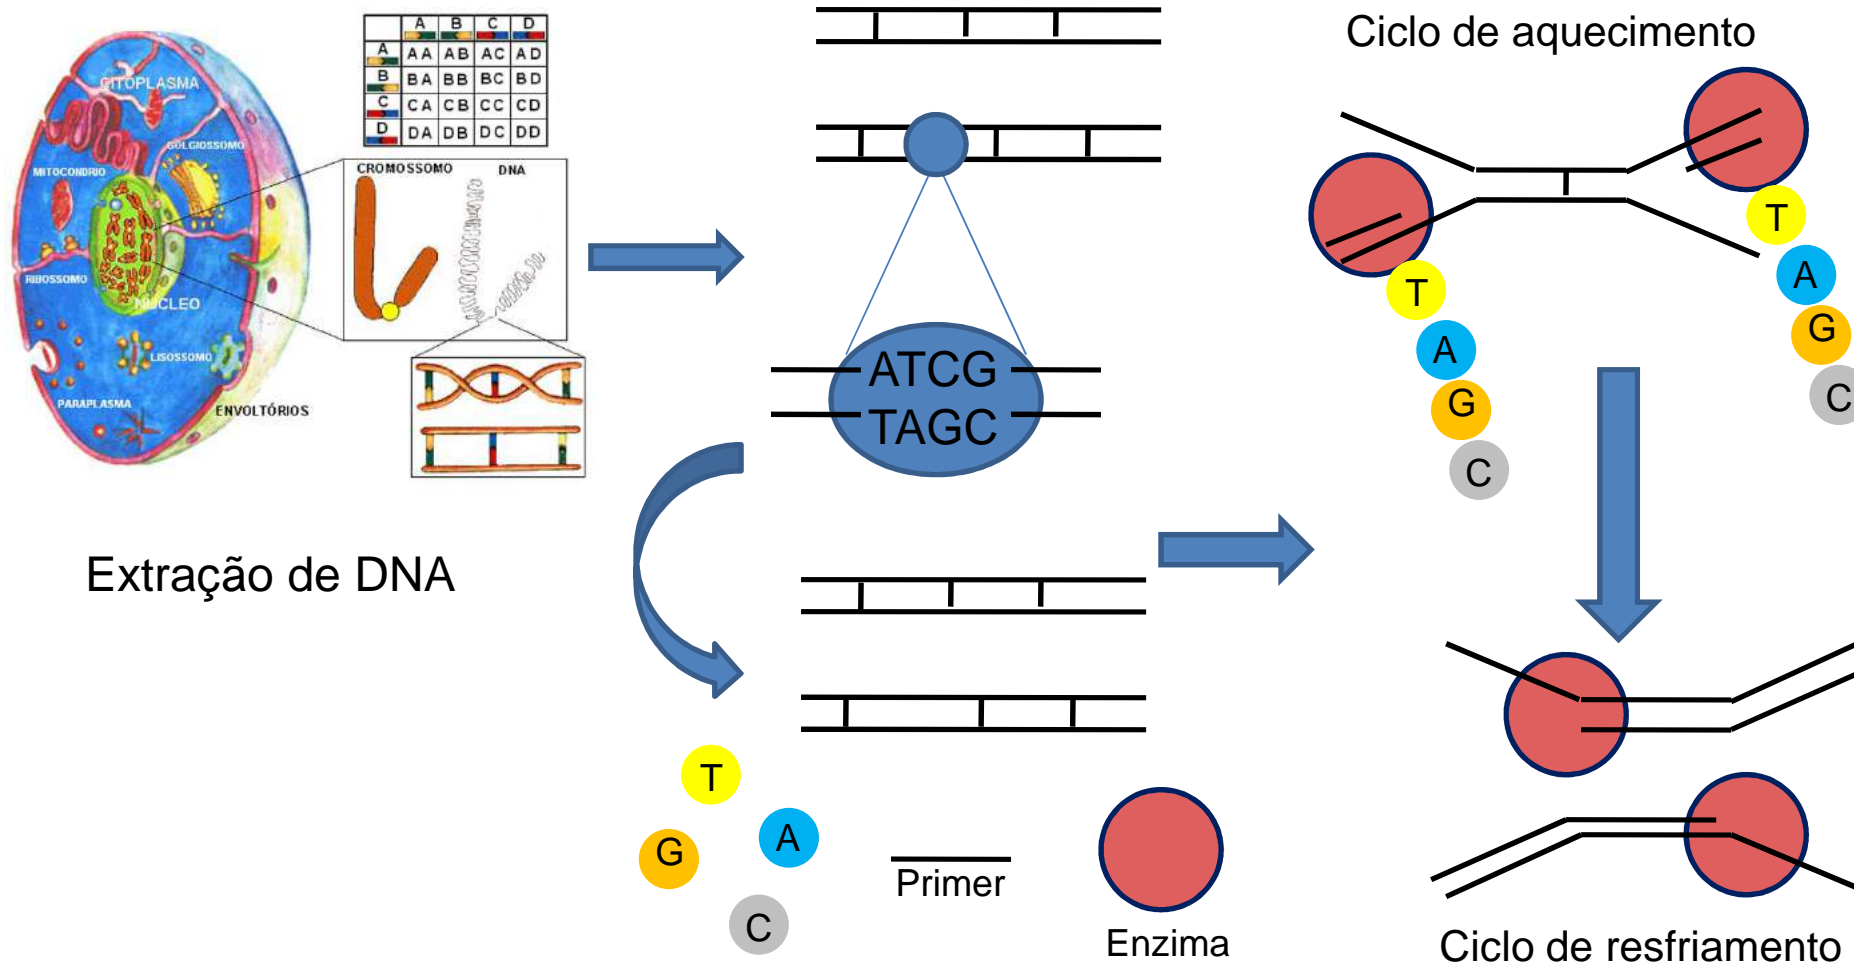 A B C D
A AA AB AC AD
B BA BB BC BD
C CA CB CC CD
D DA DB DC DD
CITOPLASMA
GOLGIOSSOMO
MITOCONDRIO
RIBOSSOMO
NUCLEO
LISOSSOMO
PARAPLASMA
ENVOLTÓRIOS
CROMOSSOMO DNA
Extração de DNA
ATCG
TAGC
T
G
A
C
Primer
Enzima
Ciclo de aquecimento
T
A
G
C
T
A
G
C
Ciclo de resfriamento